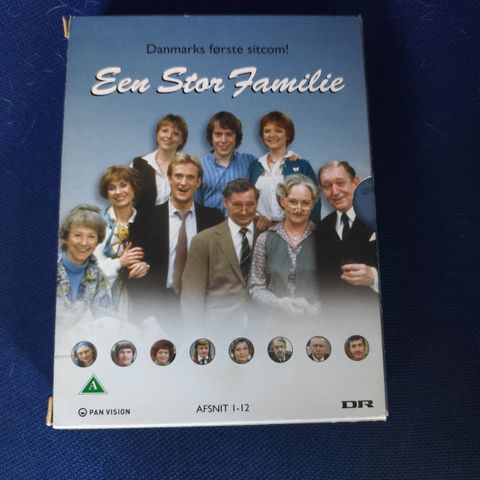 Danmarks første sitcom!
Een Stor Familie
A
PAN VISION
AFSNIT 1-12
DR